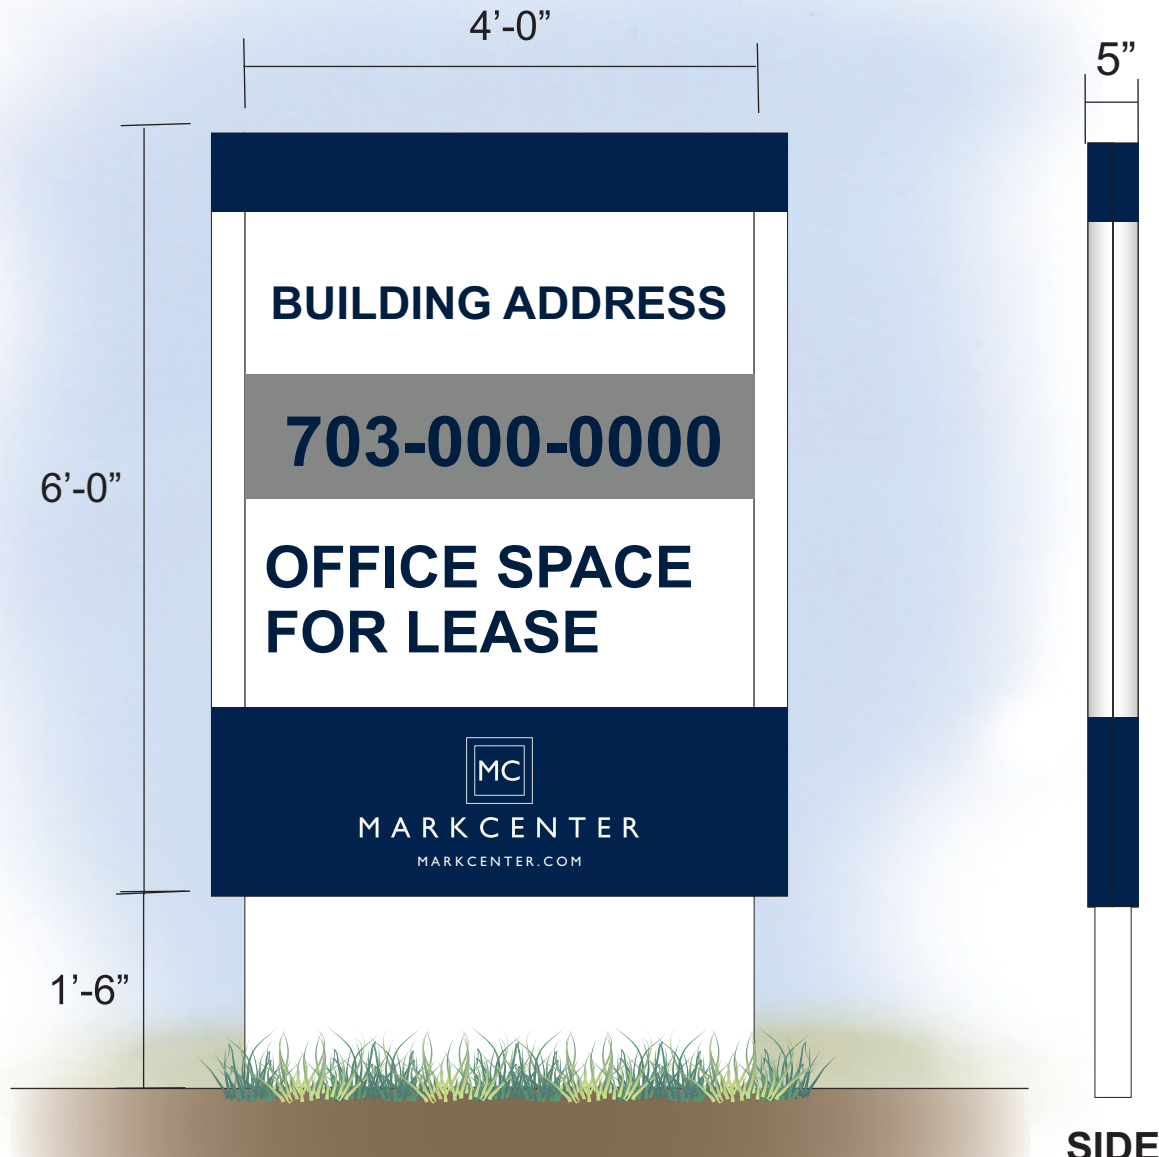 4’-0”
5”
BUILDING ADDRESS
703-000-0000
6’-0”
OFFICE SPACE
FOR LEASE
MC
MARKCENTER
MARKCENTER.COM
1’-6”
SIDE